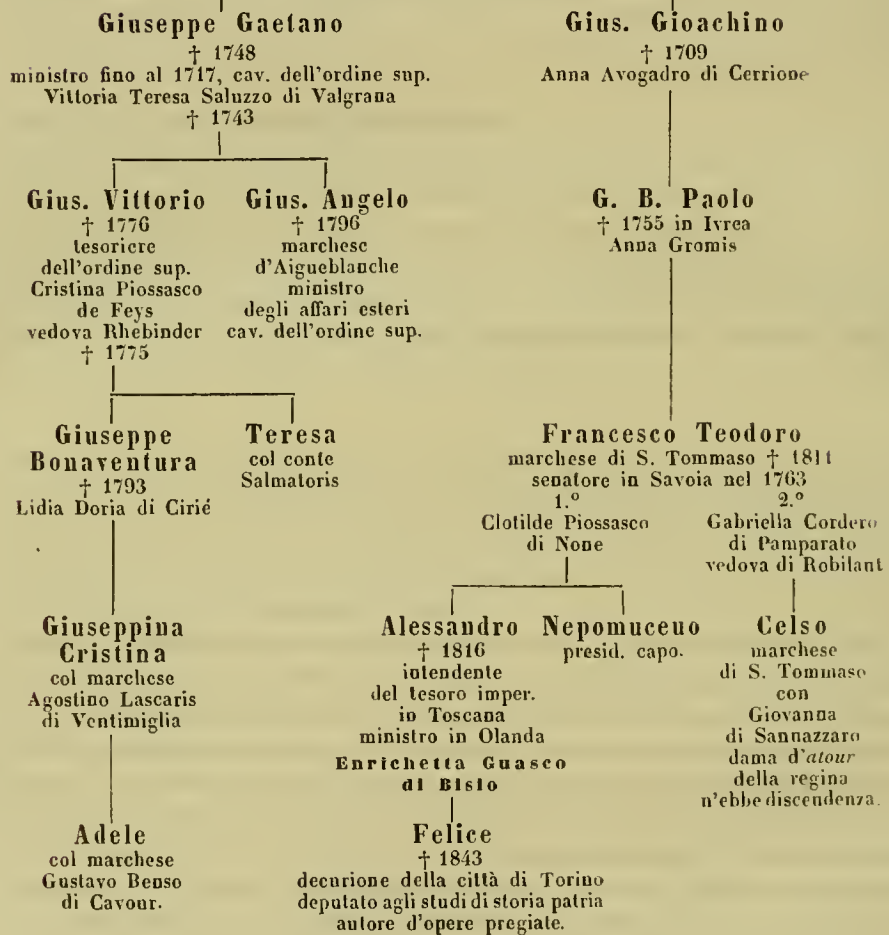 Giuseppe Gaetano
† 1748
ministro fino al 1717, cav. dell'ordine sup.
Vittoria Teresa Saluzzo di Valgrana
† 1743
Gius. Gioachino
† 1709
Anna Avogadro di Cerrione
Gius. Vittorio
† 1776
tesoriere
dell'ordine sup.
Cristina Piossasco
de Feys
vedova Rhebinder
† 1775
Gius. Angelo
† 1796
marchese
d'Aigueblanche
ministro
degli affari esteri
cav. dell'ordine sup.
G. B. Paolo
† 1755 in Ivrea
Anna Gromis
Giuseppe
Bonaventura
† 1793
Lidia Doria di Cirié
Teresa
col conte
Salmatoris
Francesco Teodoro
marchese di S. Tommaso † 1811
senatore in Savoia nel 1763
1.º
Clotilde Piossasco
di None
2.º
Gabriella Cordero
di Pamparato
vedova di Robilant
Giuseppina
Cristina
col marchese
Agostino Lascaris
di Ventimiglia
Alessandro
† 1816
intendente
del tesoro imper.
in Toscana
ministro in Olanda
Enrichetta Guasco
di Bisio
Nepomuceno
presid. capo.
Celso
marchese
di S. Tommaso
con
Giovanna
di Sannazzaro
dama d'atour
della regina
n'ebbe discendenza.
Adele
col marchese
Gustavo Benso
di Cavour.
Felice
† 1843
decurione della città di Torino
deputato agli studi di storia patria
autore d'opere pregiate.